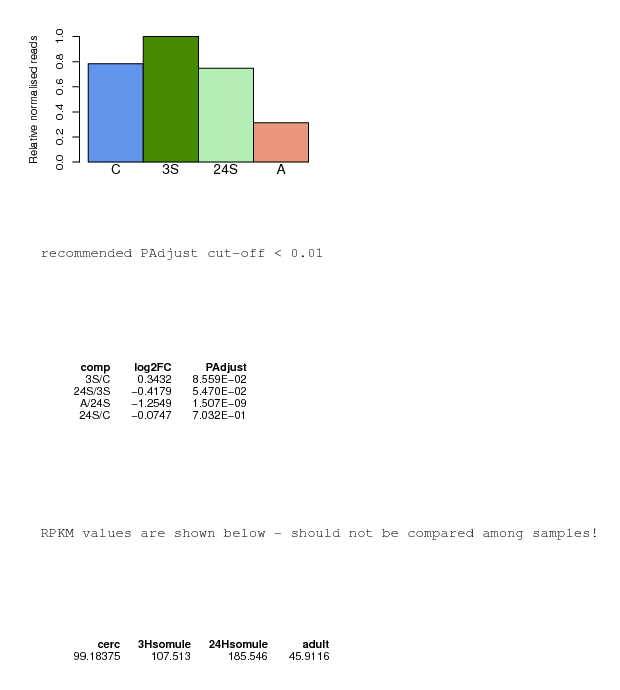 Relative normalised reads
1.0
0.8
0.6
0.4
0.2
0.0
C 3S 24S A
recommended PAdjust cut-off < 0.01
comp log2FC PAdjust
3S/C 0.3432 8.559E-02
24S/3S -0.4179 5.470E-02
A/24S -1.2549 1.507E-09
24S/C -0.0747 7.032E-01
RPKM values are shown below - should not be compared among samples!
cerc 3Hsomule 24Hsomule adult
99.18375 107.513 185.546 45.9116